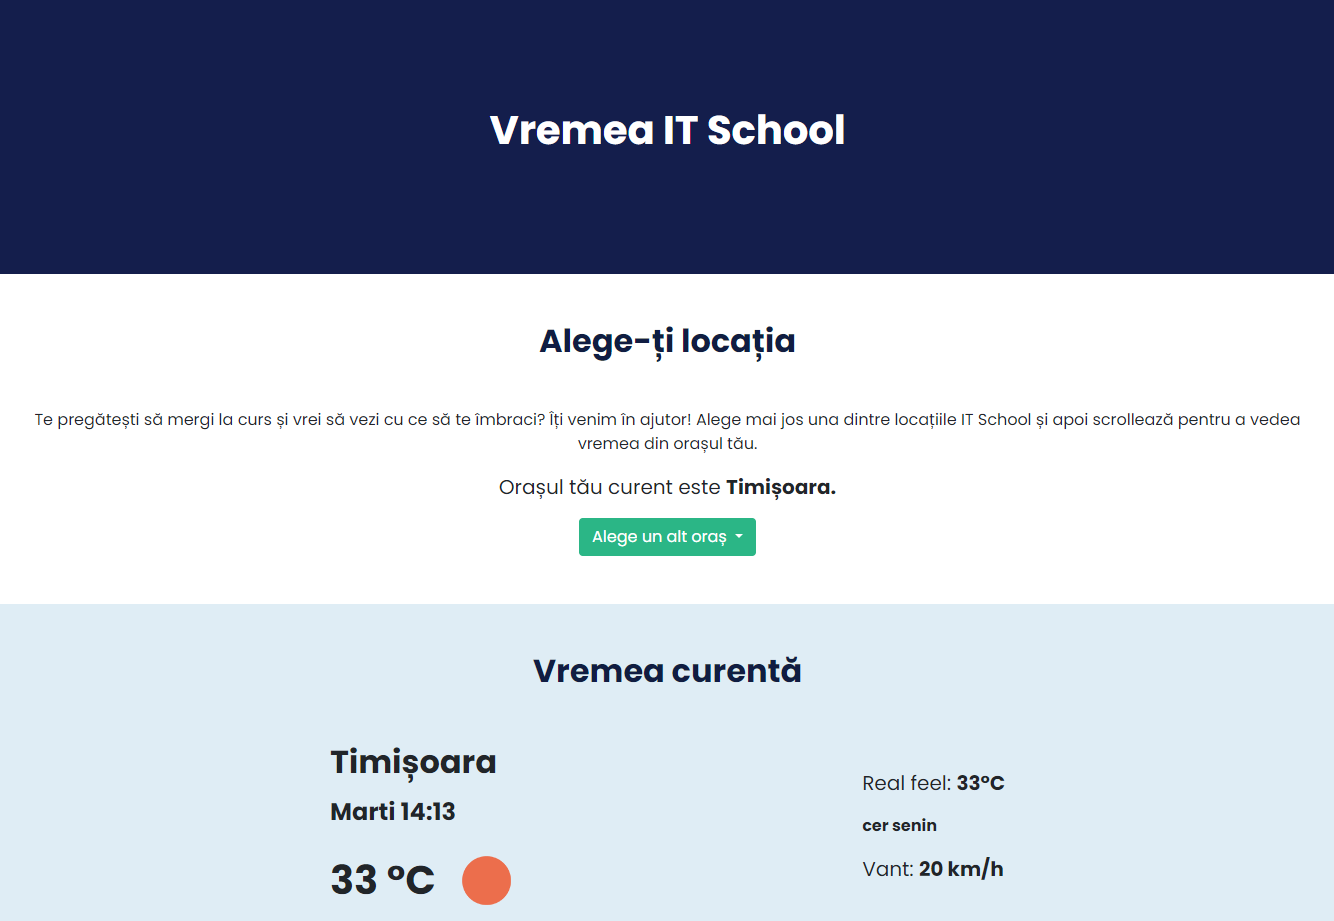 Vremea IT School
Alege-ți locația
Te pregătești să mergi la curs și vrei să vezi cu ce să te îmbraci? Îți venim în ajutor! Alege mai jos una dintre locațiile IT School și apoi scrollează pentru a vedea
vremea din orașul tău.
Orașul tău curent este Timișoara.
Alege un alt oraș
Vremea curentă
Timișoara
Marti 14:13
33 °C
Real feel: 33°C
cer senin
Vant: 20 km/h